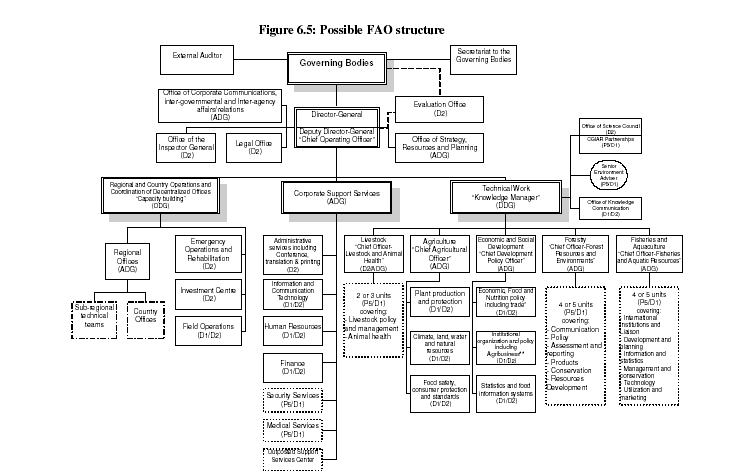 Figure 6.5: Possible FAO structure
External Auditor
Governing Bodies
Secretariat to the
Governing Bodies
Office of Corporate Communications,
Inter-governmental and Inter-agency
affairs/relations
(ADG)
Evaluation Office
(D2)
Director-General
Deputy Director-General
"Chief Operating Officer"
Office of the
Inspector General
(D2)
Legal Office
(D2)
Office of Strategy,
Resources and Planning
(ADG)
Office of Science Council
(D2)
CGIAR Partnerships
(P5/D1)
Senior
Environment
Adviser
(P5/D1)
Office of Knowledge
Communication
(D1/D2)
Regional and Country Operations and
Coordination of Decentralized Offices
"Capacity building"
(DDG)
Corporate Support Services
(ADG)
Technical Work
"Knowledge Manager"
(DDG)
Regional
Offices
(ADG)
Sub-regional
technical
teams
Country
Offices
Emergency
Operations and
Rehabilitation
(D2)
Investment Centre
(D2)
Field Operations
(D1)
Administrative
services including
Conference,
translation & printing
(D2)
Information and
Communication
Technology
(D1/D2)
Human Resources
(D1/D2)
Finance
(D1/D2)
Security Services
(P5/D1)
Medical Services
(P5/D1)
Outposted Support
Services Center
Livestock
"Chief Officer-
Livestock and Animal
Health"
(D2/ADG)
2 or 3 units
(P5/D1)
covering:
- Livestock policy
and management
- Animal health
Agriculture
"Chief Agricultural
Officer"
(ADG)
Plant production
and protection
(D1/D2)
Climate, land, water
and natural
resources
(D1/D2)
Food safety,
consumer protection
and standards
(D1/D2)
Economic and Social
Development
"Chief Development
Policy Officer"
(ADG)
Economic, Food and
Nutrition policy
including trade*
(D1/D2)
Institutional
organization and policy
including
Agribusiness**
(D1/D2)
Statistics and food
information systems
(D1/D2)
Forestry
"Chief Officer-Forest
Resources and
Environments"
(ADG)
4 or 5 units
(P5/D1)
covering:
- Communication
Policy
- Assessment and
reporting
- Products
- Conservation
- Resources
Development
Fisheries and
Aquaculture
"Chief Officer-Fisheries
and Aquatic Resources"
(ADG)
4 or 5 units
(P5/D1)
covering:
- International
institutions and
liaison
- Development and
planning
- Information and
statistics
- Management and
conservation
- Technology
- Utilization and
marketing